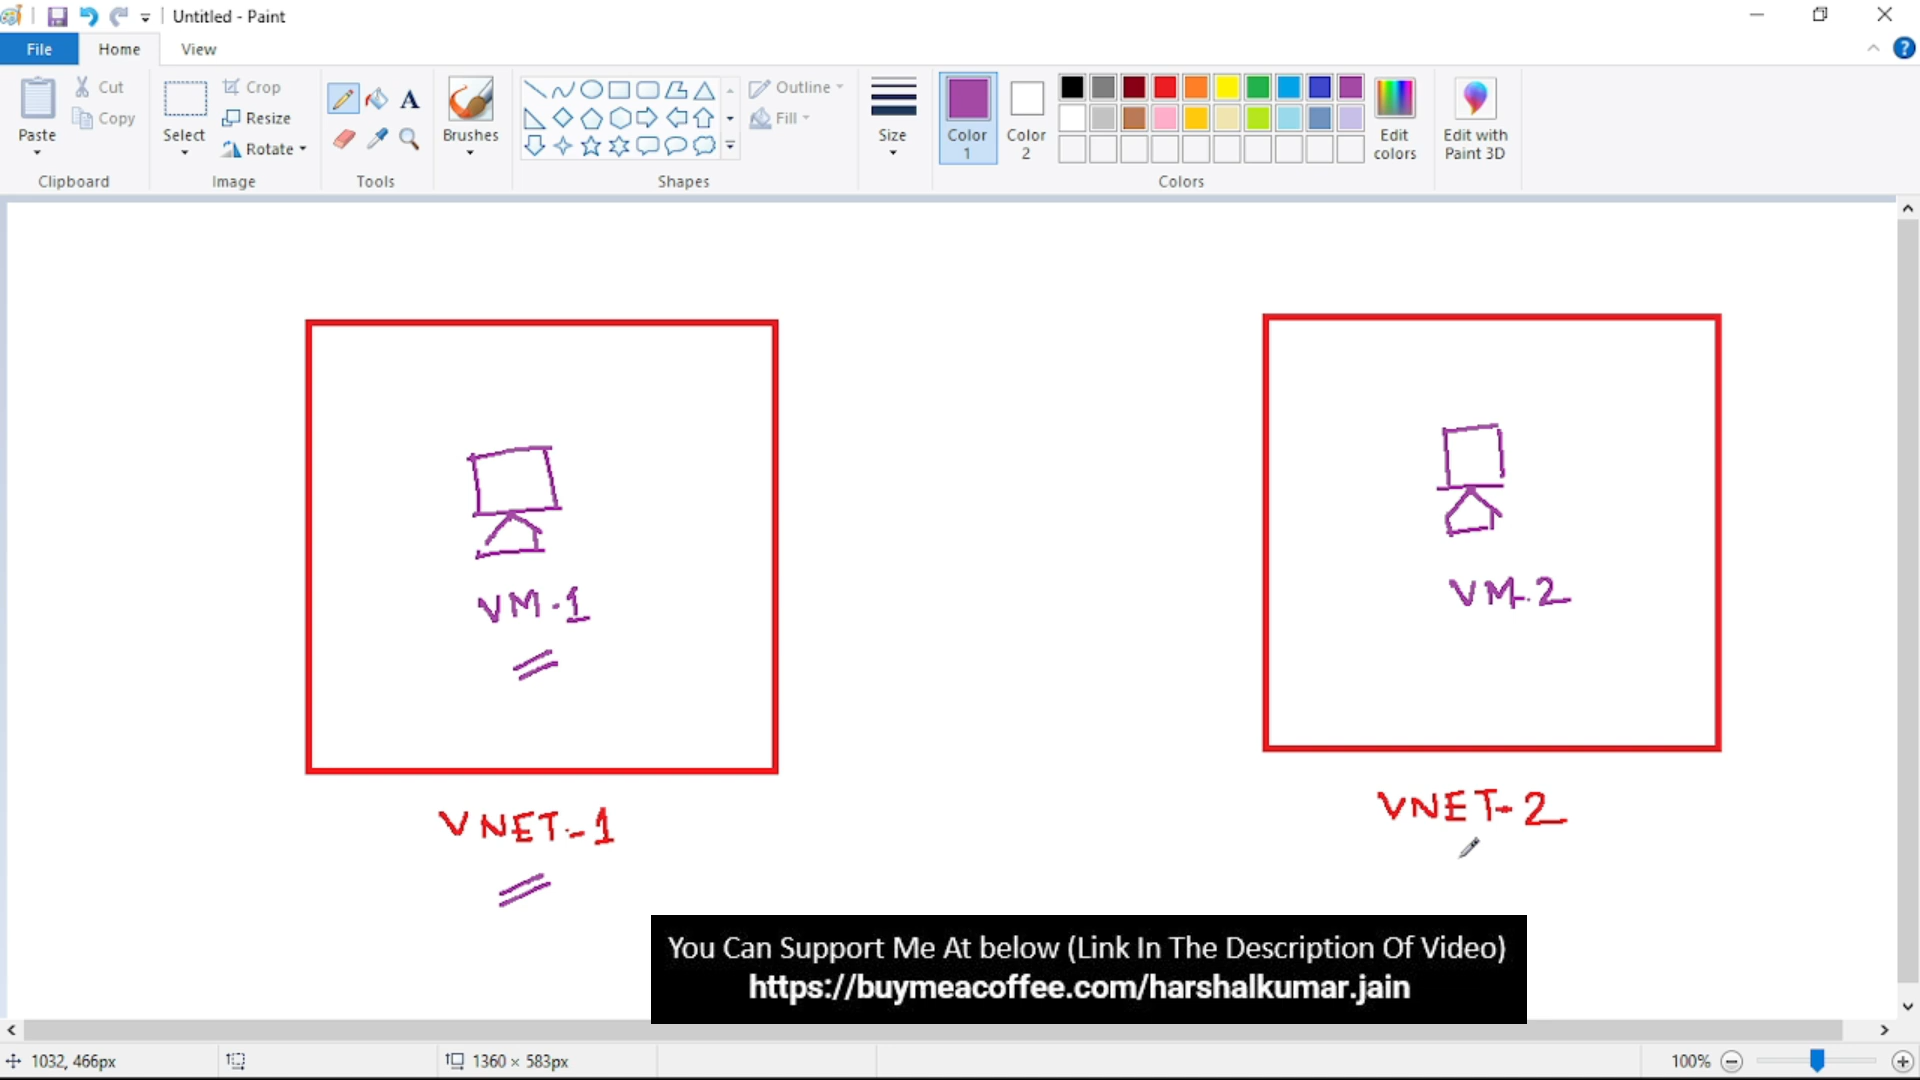 Untitled - Paint
File Home View
Paste
Cut
Copy
Clipboard
Select
Crop
Resize
Rotate
Image
Tools
Brushes
Shapes
Outline
Fill
Size
Color 1
Color 2
Colors
Edit colors
Edit with Paint 3D
VM-1
VM-2
VNET-1
VNET-2
You Can Support Me At below (Link In The Description Of Video)
https://buymeacoffee.com/harshalkumar.jain
1032, 466px
1360 × 583px
100%